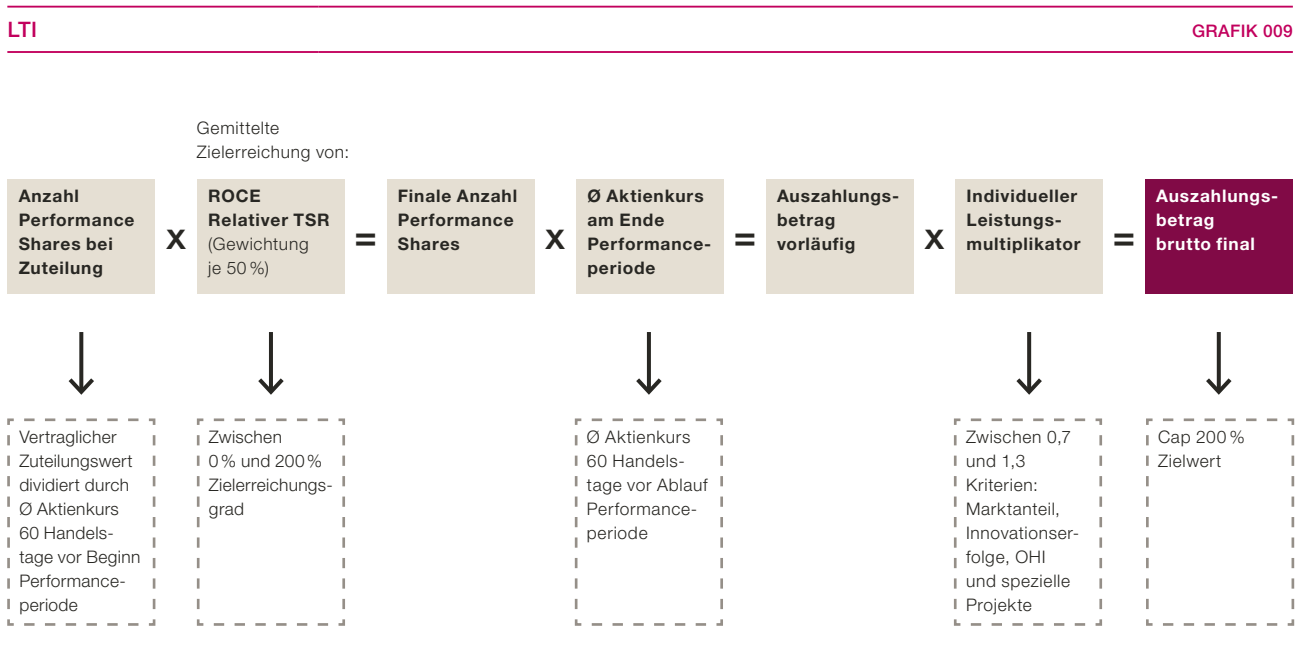 LTI
GRAFIK 009
Gemittelte
Zielerreichung von:
Anzahl
Performance
Shares bei
Zuteilung
x
ROCE
Relativer TSR
(Gewichtung
je 50 %)
=
Finale Anzahl
Performance
Shares
x
Ø Aktienkurs
am Ende
Performance-
periode
=
Auszahlungs-
betrag
vorläufig
x
Individueller
Leistungs-
multiplikator
=
Auszahlungs-
betrag
brutto final
Vertraglicher
Zuteilungswert
dividiert durch
Ø Aktienkurs
60 Handels-
tage vor Beginn
Performance-
periode
Zwischen
0 % und 200 %
Zielerreichungs-
grad
Ø Aktienkurs
60 Handels-
tage vor Ablauf
Performance-
periode
Zwischen 0,7
und 1,3
Kriterien:
Marktanteil,
Innovationser-
folge, OHI
und spezielle
Projekte
Cap 200 %
Zielwert